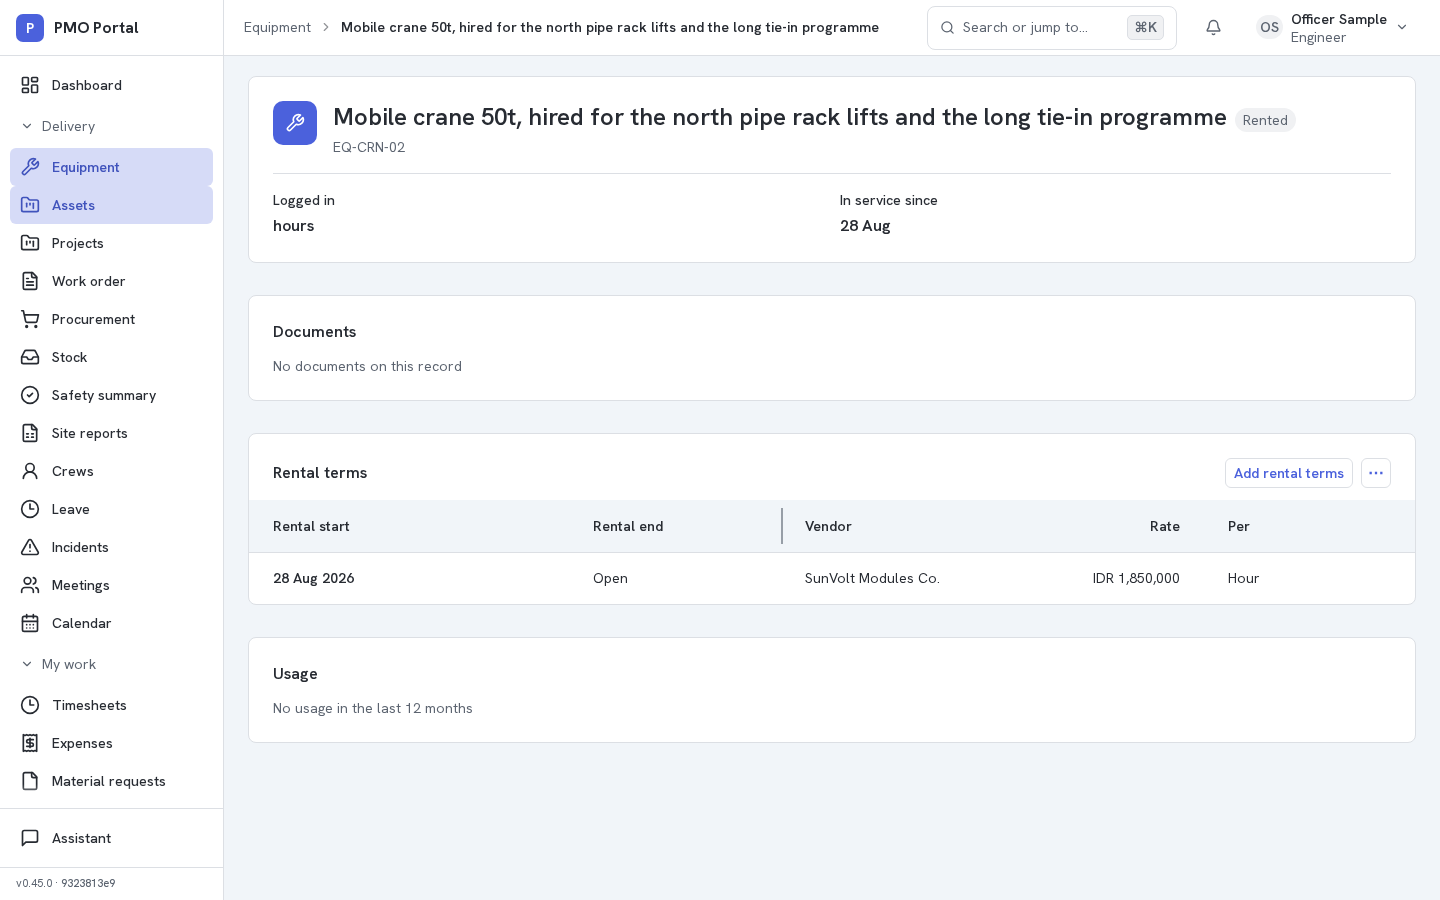 P PMO Portal
Equipment > Mobile crane 50t, hired for the north pipe rack lifts and the long tie-in programme
Search or jump to... ⌘K
OS Officer Sample
Engineer
Dashboard
Delivery
Equipment
Assets
Projects
Work order
Procurement
Stock
Safety summary
Site reports
Crews
Leave
Incidents
Meetings
Calendar
My work
Timesheets
Expenses
Material requests
Assistant
v0.45.0 · 9323813e9
Mobile crane 50t, hired for the north pipe rack lifts and the long tie-in programme Rented
EQ-CRN-02
Logged in In service since
hours 28 Aug
Documents
No documents on this record
Rental terms Add rental terms ...
Rental start Rental end Vendor Rate Per
28 Aug 2026 Open SunVolt Modules Co. IDR 1,850,000 Hour
Usage
No usage in the last 12 months